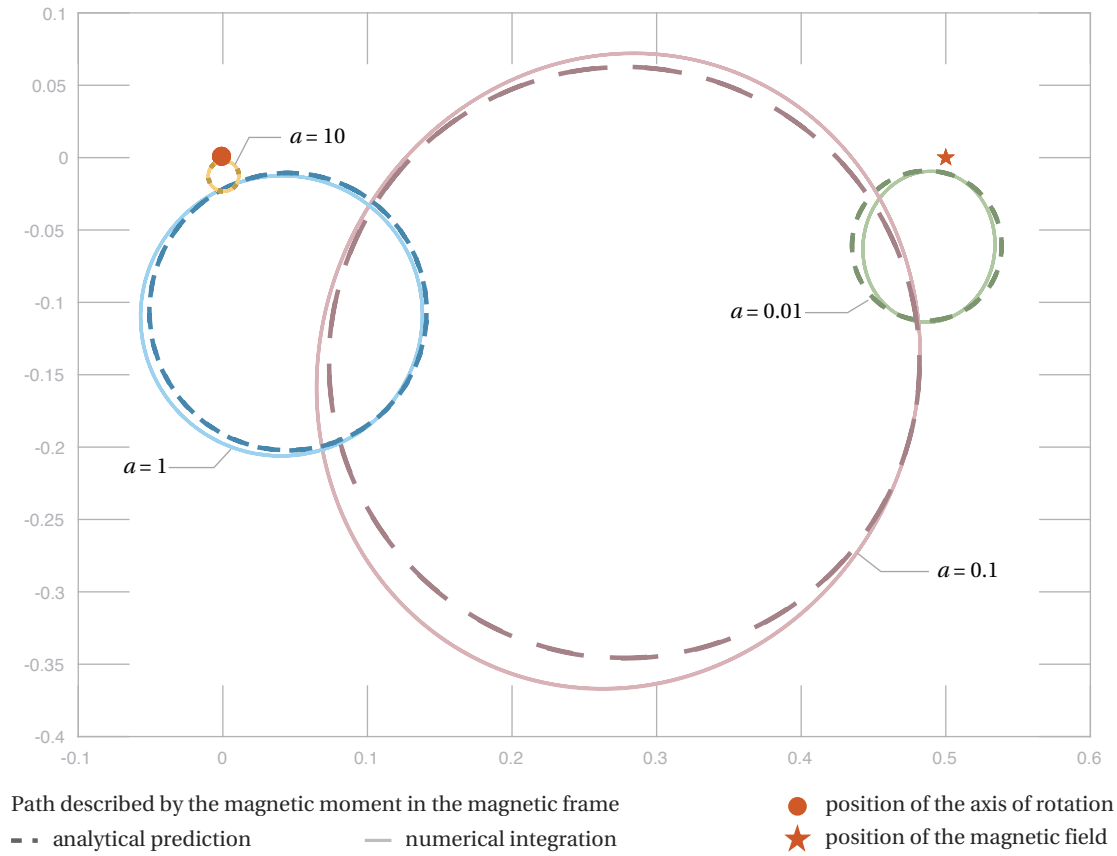 0.1
0.05
0
-0.05
-0.1
-0.15
-0.2
-0.25
-0.3
-0.35
-0.4
a = 10
a = 0.01
a = 1
a = 0.1
-0.1 0 0.1 0.2 0.3 0.4 0.5 0.6
Path described by the magnetic moment in the magnetic frame
analytical prediction numerical integration
position of the axis of rotation
position of the magnetic field